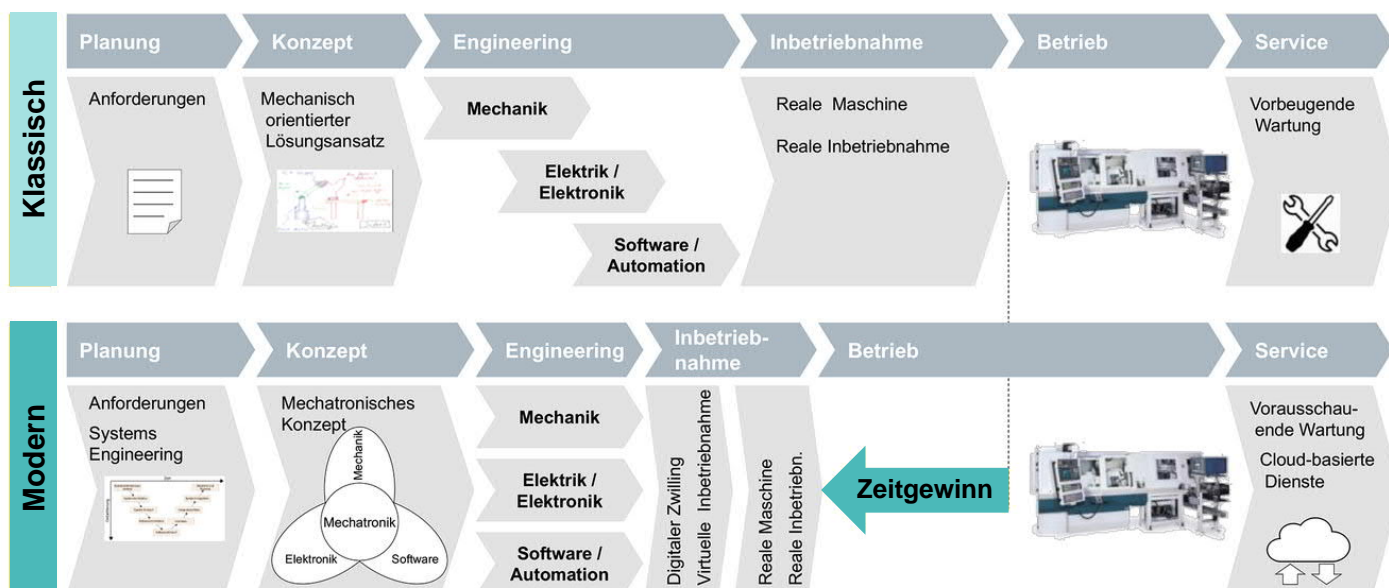 Klassisch
Planung
Konzept
Engineering
Inbetriebnahme
Betrieb
Service
Anforderungen
Mechanisch
orientierter
Lösungsansatz
Mechanik
Elektrik /
Elektronik
Software /
Automation
Reale Maschine
Reale Inbetriebnahme
Vorbeugende
Wartung
Modern
Planung
Konzept
Engineering
Inbetrieb-
nahme
Betrieb
Service
Anforderungen
Systems
Engineering
Mechatronisches
Konzept
Mechanik
Mechatronik
Elektronik
Software
Mechanik
Elektrik /
Elektronik
Software /
Automation
Digitaler Zwilling
Virtuelle Inbetriebnahme
Reale Maschine
Reale Inbetriebn.
Zeitgewinn
Vorausschau-
ende Wartung
Cloud-basierte
Dienste